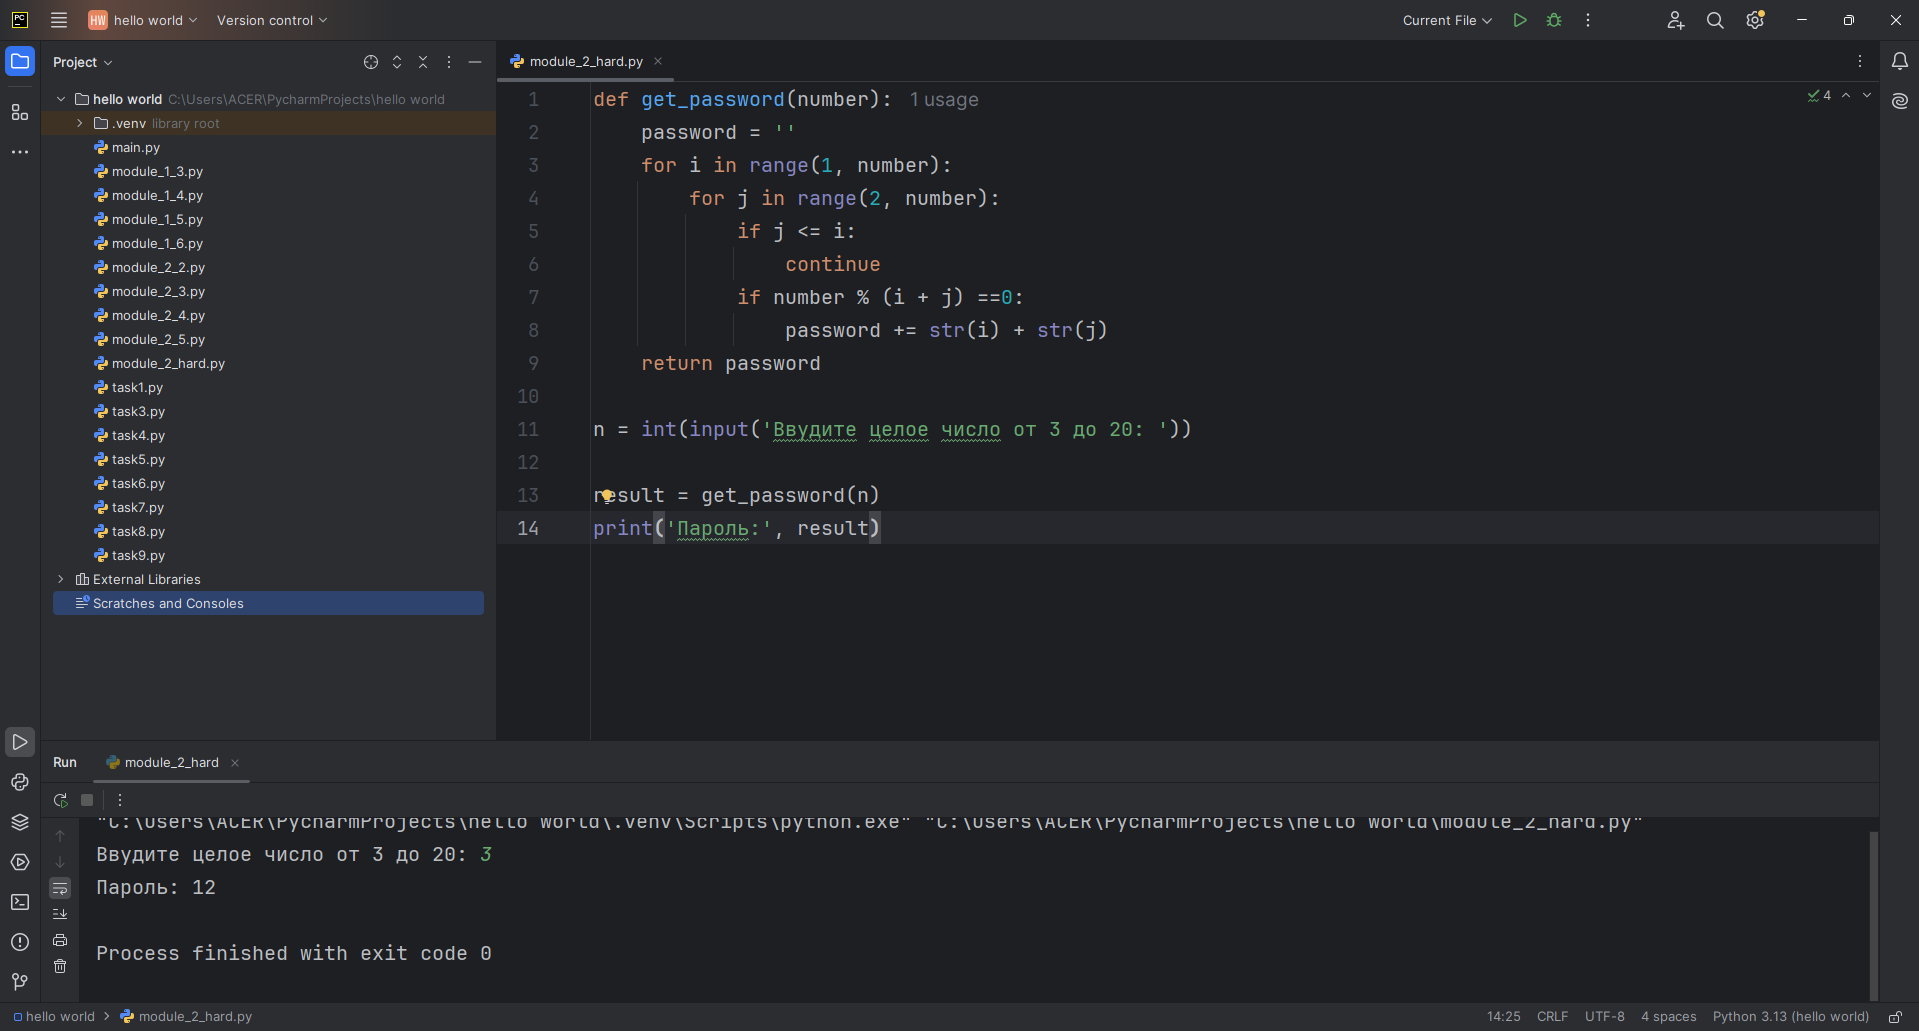 PC HW hello world Version control Current File
Project
module_2_hard.py
hello world C:\Users\ACER\PycharmProjects\hello world
.venv library root
main.py
module_1_3.py
module_1_4.py
module_1_5.py
module_1_6.py
module_2_2.py
module_2_3.py
module_2_4.py
module_2_5.py
module_2_hard.py
task1.py
task3.py
task4.py
task5.py
task6.py
task7.py
task8.py
task9.py
External Libraries
Scratches and Consoles
1 def get_password(number): 1 usage
2 password = ''
3 for i in range(1, number):
4 for j in range(2, number):
5 if j <= i:
6 continue
7 if number % (i + j) ==0:
8 password += str(i) + str(j)
9 return password
10
11 n = int(input('Ввудите целое число от 3 до 20: '))
12
13 result = get_password(n)
14 print('Пароль:', result)
4
Run module_2_hard
"C:\Users\ACER\PycharmProjects\hello world\.venv\Scripts\python.exe" "C:\Users\ACER\PycharmProjects\hello world\module_2_hard.py"
Ввудите целое число от 3 до 20: 3
Пароль: 12
Process finished with exit code 0
hello world > module_2_hard.py
14:25 CRLF UTF-8 4 spaces Python 3.13 (hello world)